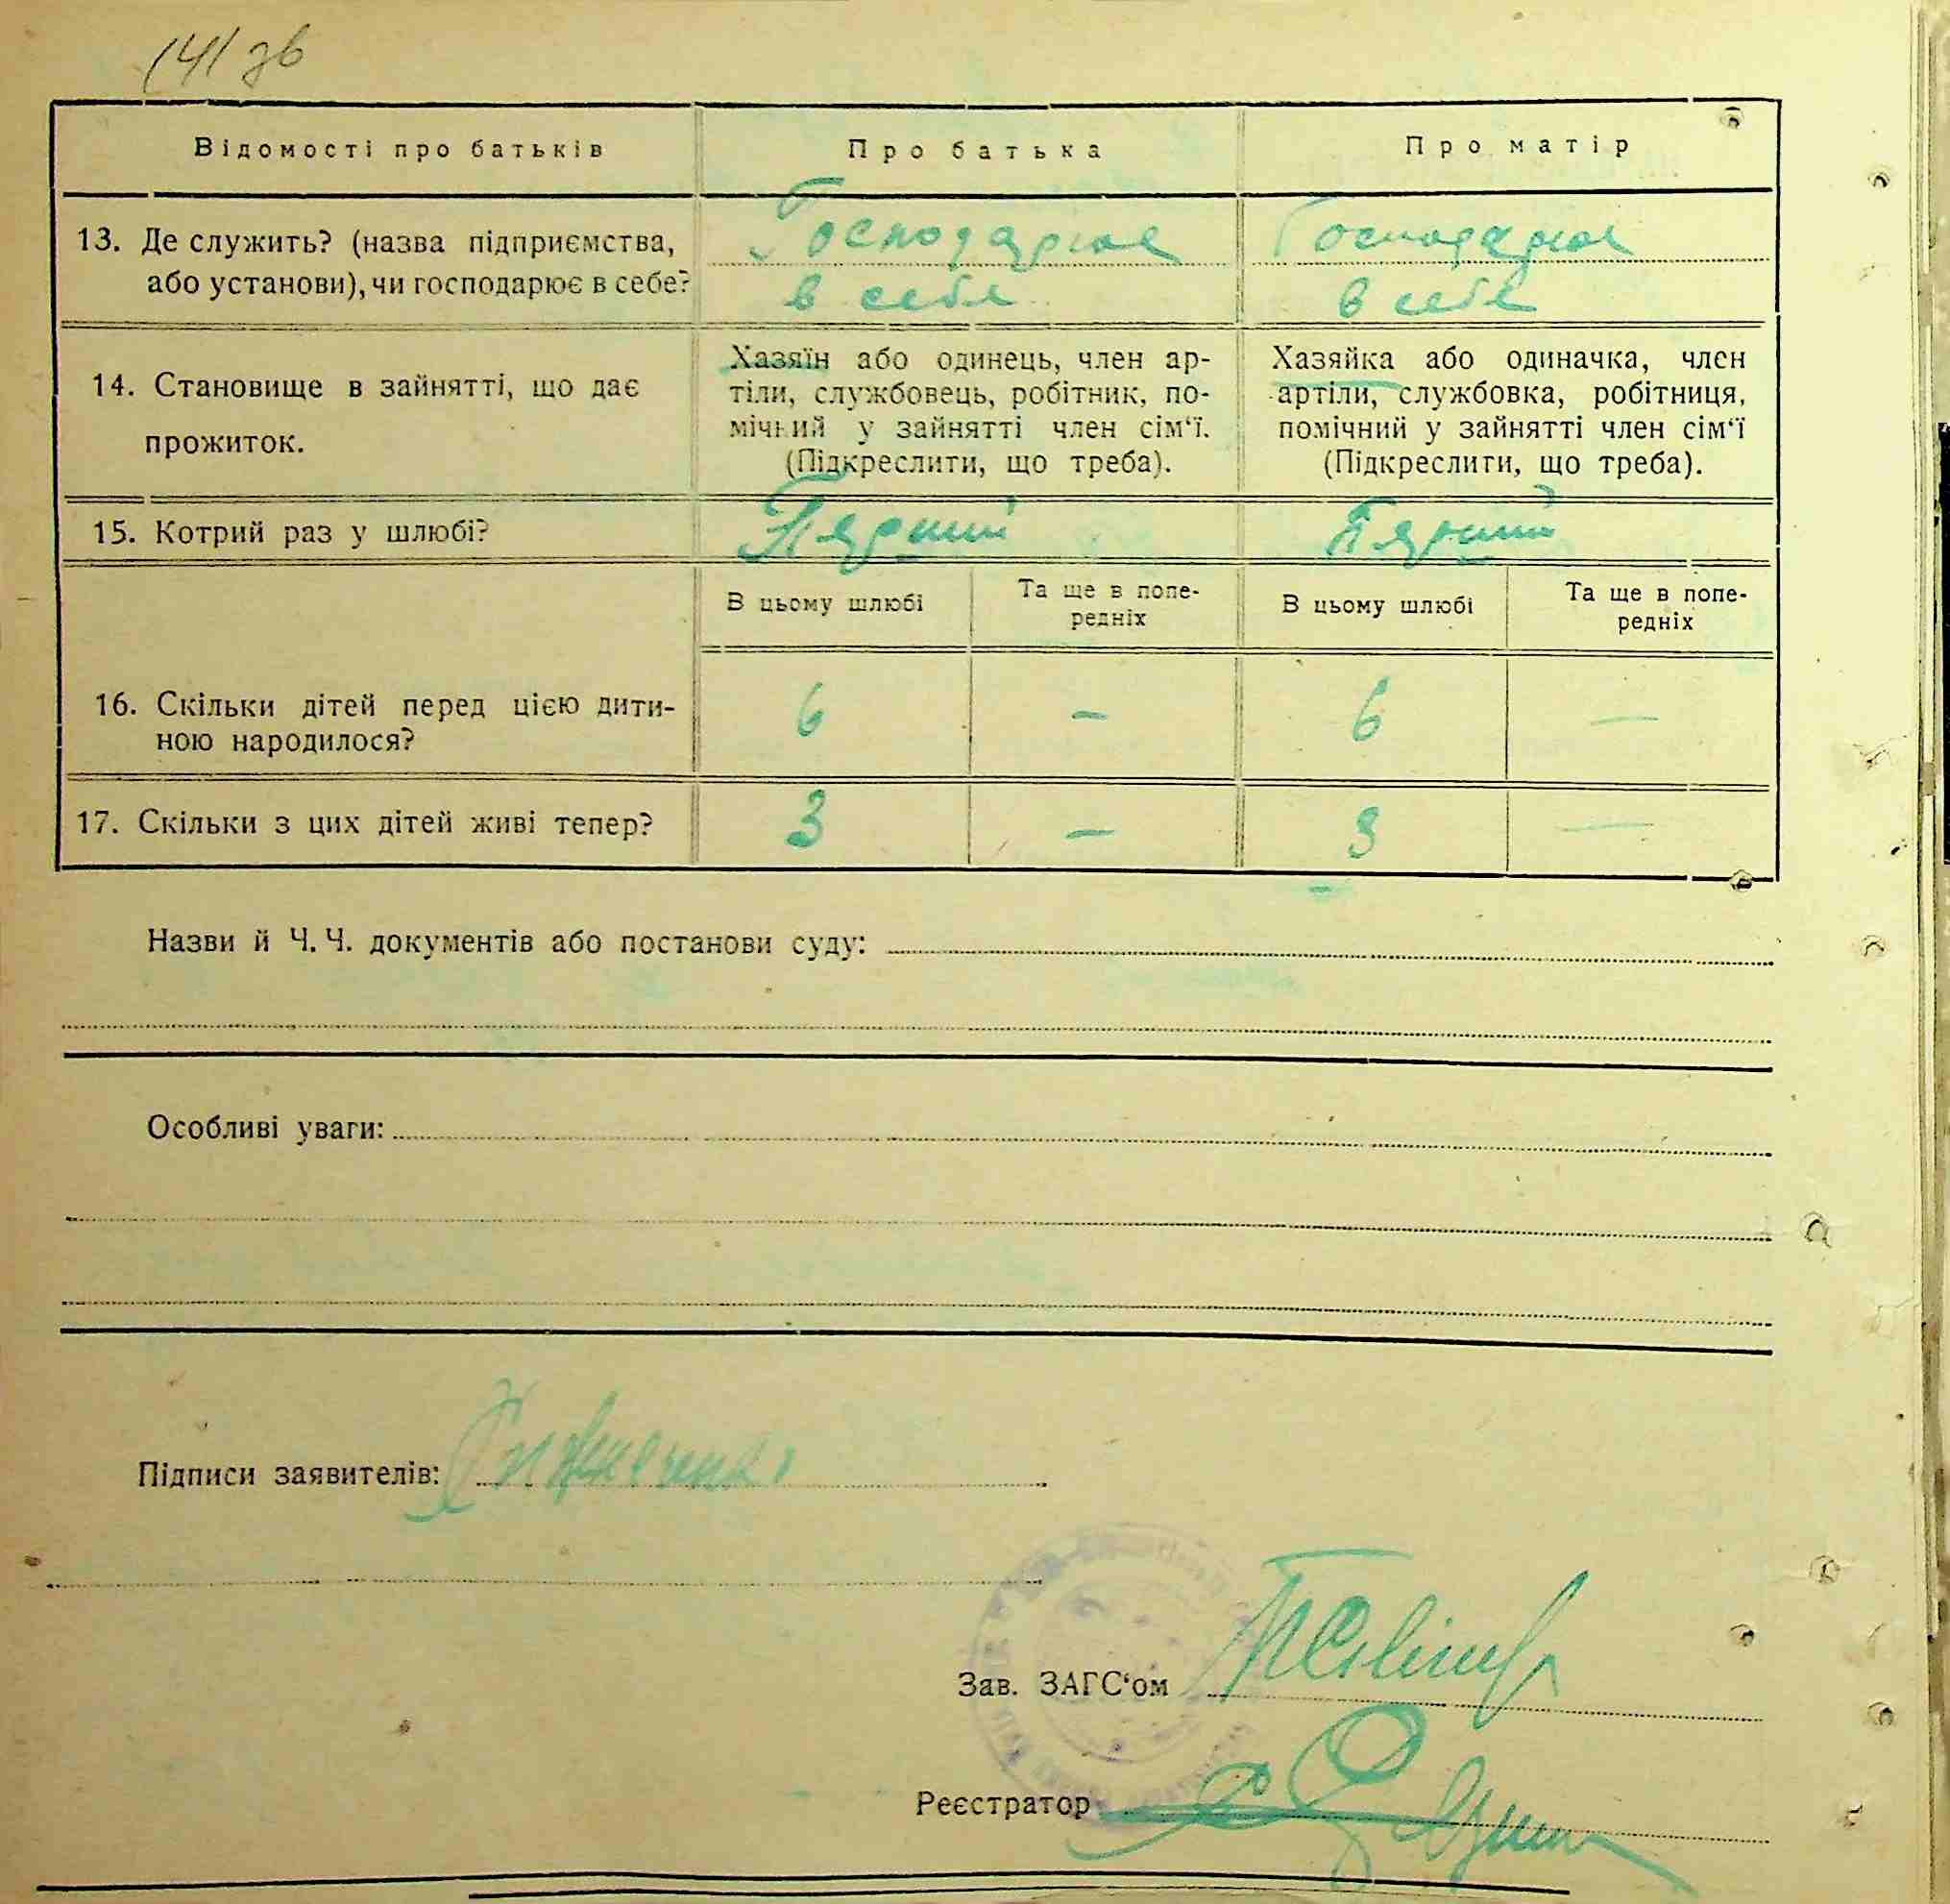 141 зв
Відомості про батьків
Про батька
Про матір
13. Де служить? (назва підприємства,
або установи), чи господарює в себе?
Господарює
в себе
Господарює
в себе
14. Становище в зайнятті, що дає
прожиток.
Хазяїн або одинець, член ар-
тіли, службовець, робітник, по-
мічний у зайнятті член сім‘ї.
(Підкреслити, що треба).
Хазяйка або одиначка, член
артіли, службовка, робітниця,
помічний у зайнятті член сім‘ї
(Підкреслити, що треба).
15. Котрий раз у шлюбі?
Перший
Перший
В цьому шлюбі
Та ще в попе-
редніх
В цьому шлюбі
Та ще в попе-
редніх
16. Скільки дітей перед цією дити-
ною народилося?
6 – 6 –
17. Скільки з цих дітей живі тепер?
3 – 3 –
Назви й Ч. Ч. документів або постанови суду:
Особливі уваги:
Підписи заявителів:
Зав. ЗАГС‘ом
Реєстратор